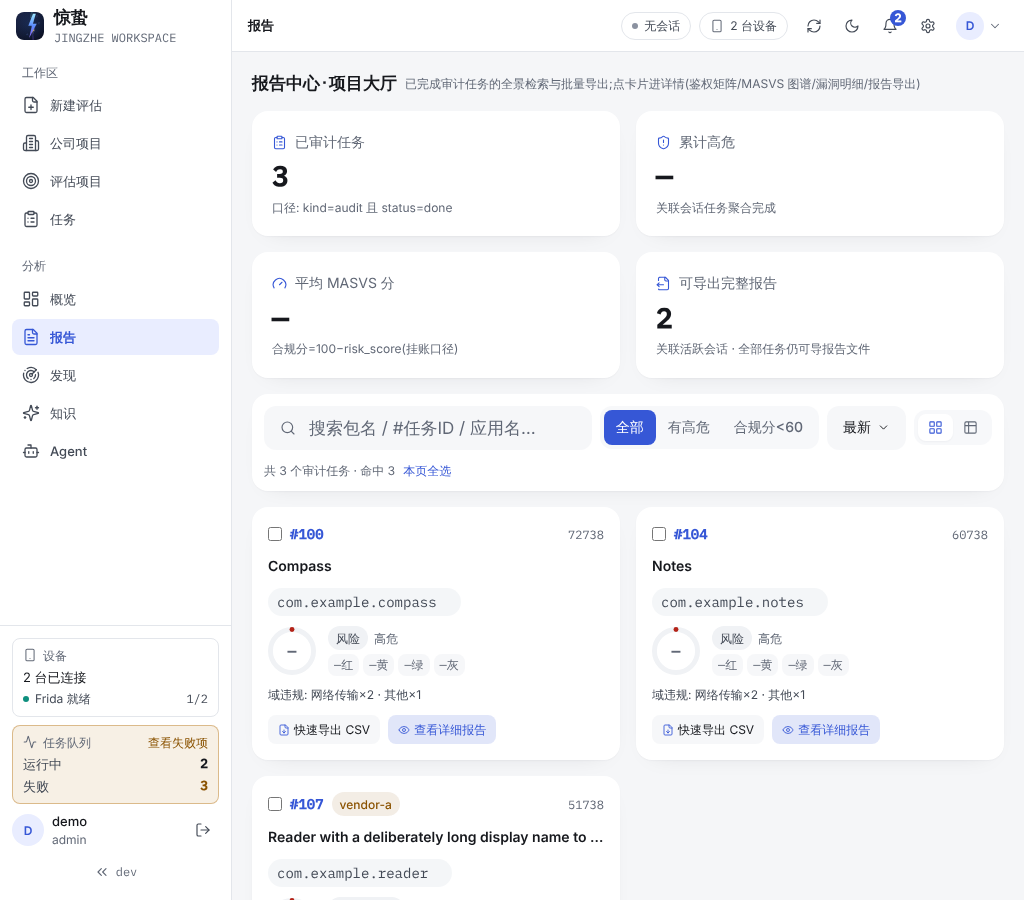 惊蛰
JINGZHE WORKSPACE
工作区
新建评估
公司项目
评估项目
任务
分析
概览
报告
发现
知识
Agent
设备
2 台已连接
Frida 就绪 1/2
任务队列 查看失败项
运行中 2
失败 3
D demo
admin
dev
报告
无会话
2 台设备
2
D
报告中心·项目大厅 已完成审计任务的全景检索与批量导出;点卡片进详情(鉴权矩阵/MASVS 图谱/漏洞明细/报告导出)
已审计任务
3
口径: kind=audit 且 status=done
累计高危
—
关联会话任务聚合完成
平均 MASVS 分
—
合规分=100−risk_score(挂账口径)
可导出完整报告
2
关联活跃会话 · 全部任务仍可导报告文件
搜索包名 / #任务ID / 应用名... 全部 有高危 合规分<60 最新
共 3 个审计任务 · 命中 3 本页全选
#100 72738
Compass
com.example.compass
— 风险 高危
—红 —黄 —绿 —灰
域违规: 网络传输×2 · 其他×1
快速导出 CSV 查看详细报告
#104 60738
Notes
com.example.notes
— 风险 高危
—红 —黄 —绿 —灰
域违规: 网络传输×2 · 其他×1
快速导出 CSV 查看详细报告
#107 vendor-a 51738
Reader with a deliberately long display name to ...
com.example.reader